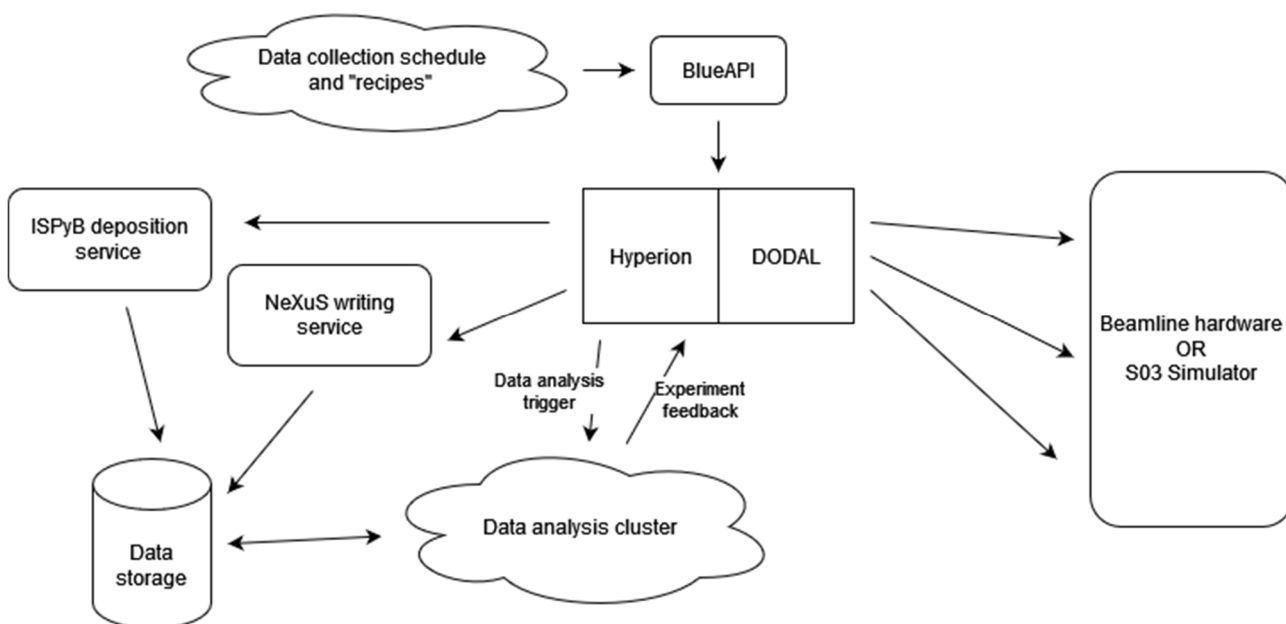 Data collection schedule
and "recipes"
BlueAPI
ISPyB deposition
service
Hyperion
DODAL
NeXuS writing
service
Beamline hardware
OR
S03 Simulator
Data analysis
trigger
Experiment
feedback
Data analysis cluster
Data
storage